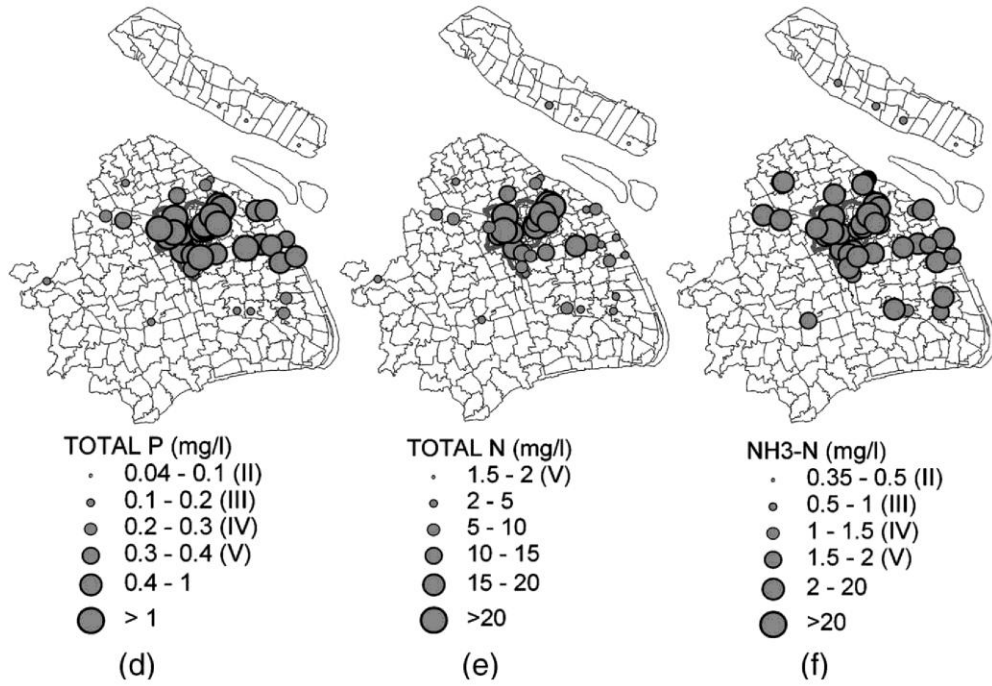 TOTAL P (mg/l)
0.04 - 0.1 (II)
0.1 - 0.2 (III)
0.2 - 0.3 (IV)
0.3 - 0.4 (V)
0.4 - 1
> 1
(d)
TOTAL N (mg/l)
1.5 - 2 (V)
2 - 5
5 - 10
10 - 15
15 - 20
>20
(e)
NH3-N (mg/l)
0.35 - 0.5 (II)
0.5 - 1 (III)
1 - 1.5 (IV)
1.5 - 2 (V)
2 - 20
>20
(f)